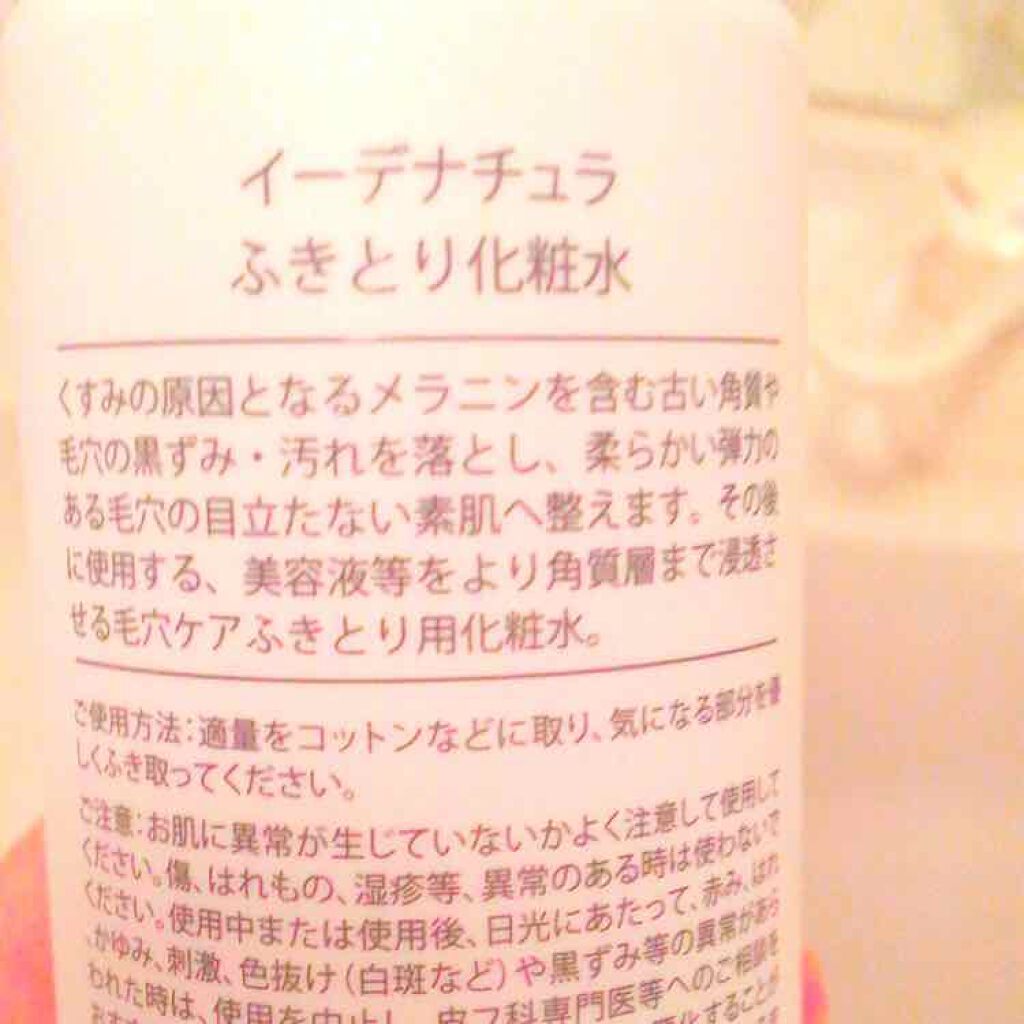 イーデナチュラ
ふきとり化粧水
くすみの原因となるメラニンを含む古い角質や
毛穴の黒ずみ・汚れを落とし、柔らかい弾力の
ある毛穴の目立たない素肌へ整えます。その後
に使用する、美容液等をより角質層まで浸透さ
せる毛穴ケアふきとり用化粧水。
ご使用方法:適量をコットンなどに取り、気になる部分を優
しくふき取ってください。
ご注意:お肌に異常が生じていないかよく注意して使用して
ください。傷、はれもの、湿疹等、異常のある時は使わないで
ください。使用中または使用後、日光にあたって、赤み、はれ
、かゆみ、刺激、色抜け(白斑など)や黒ずみ等の異常があら
われた時は、使用を中止し、皮フ科専門医等へのご相談を
化することが